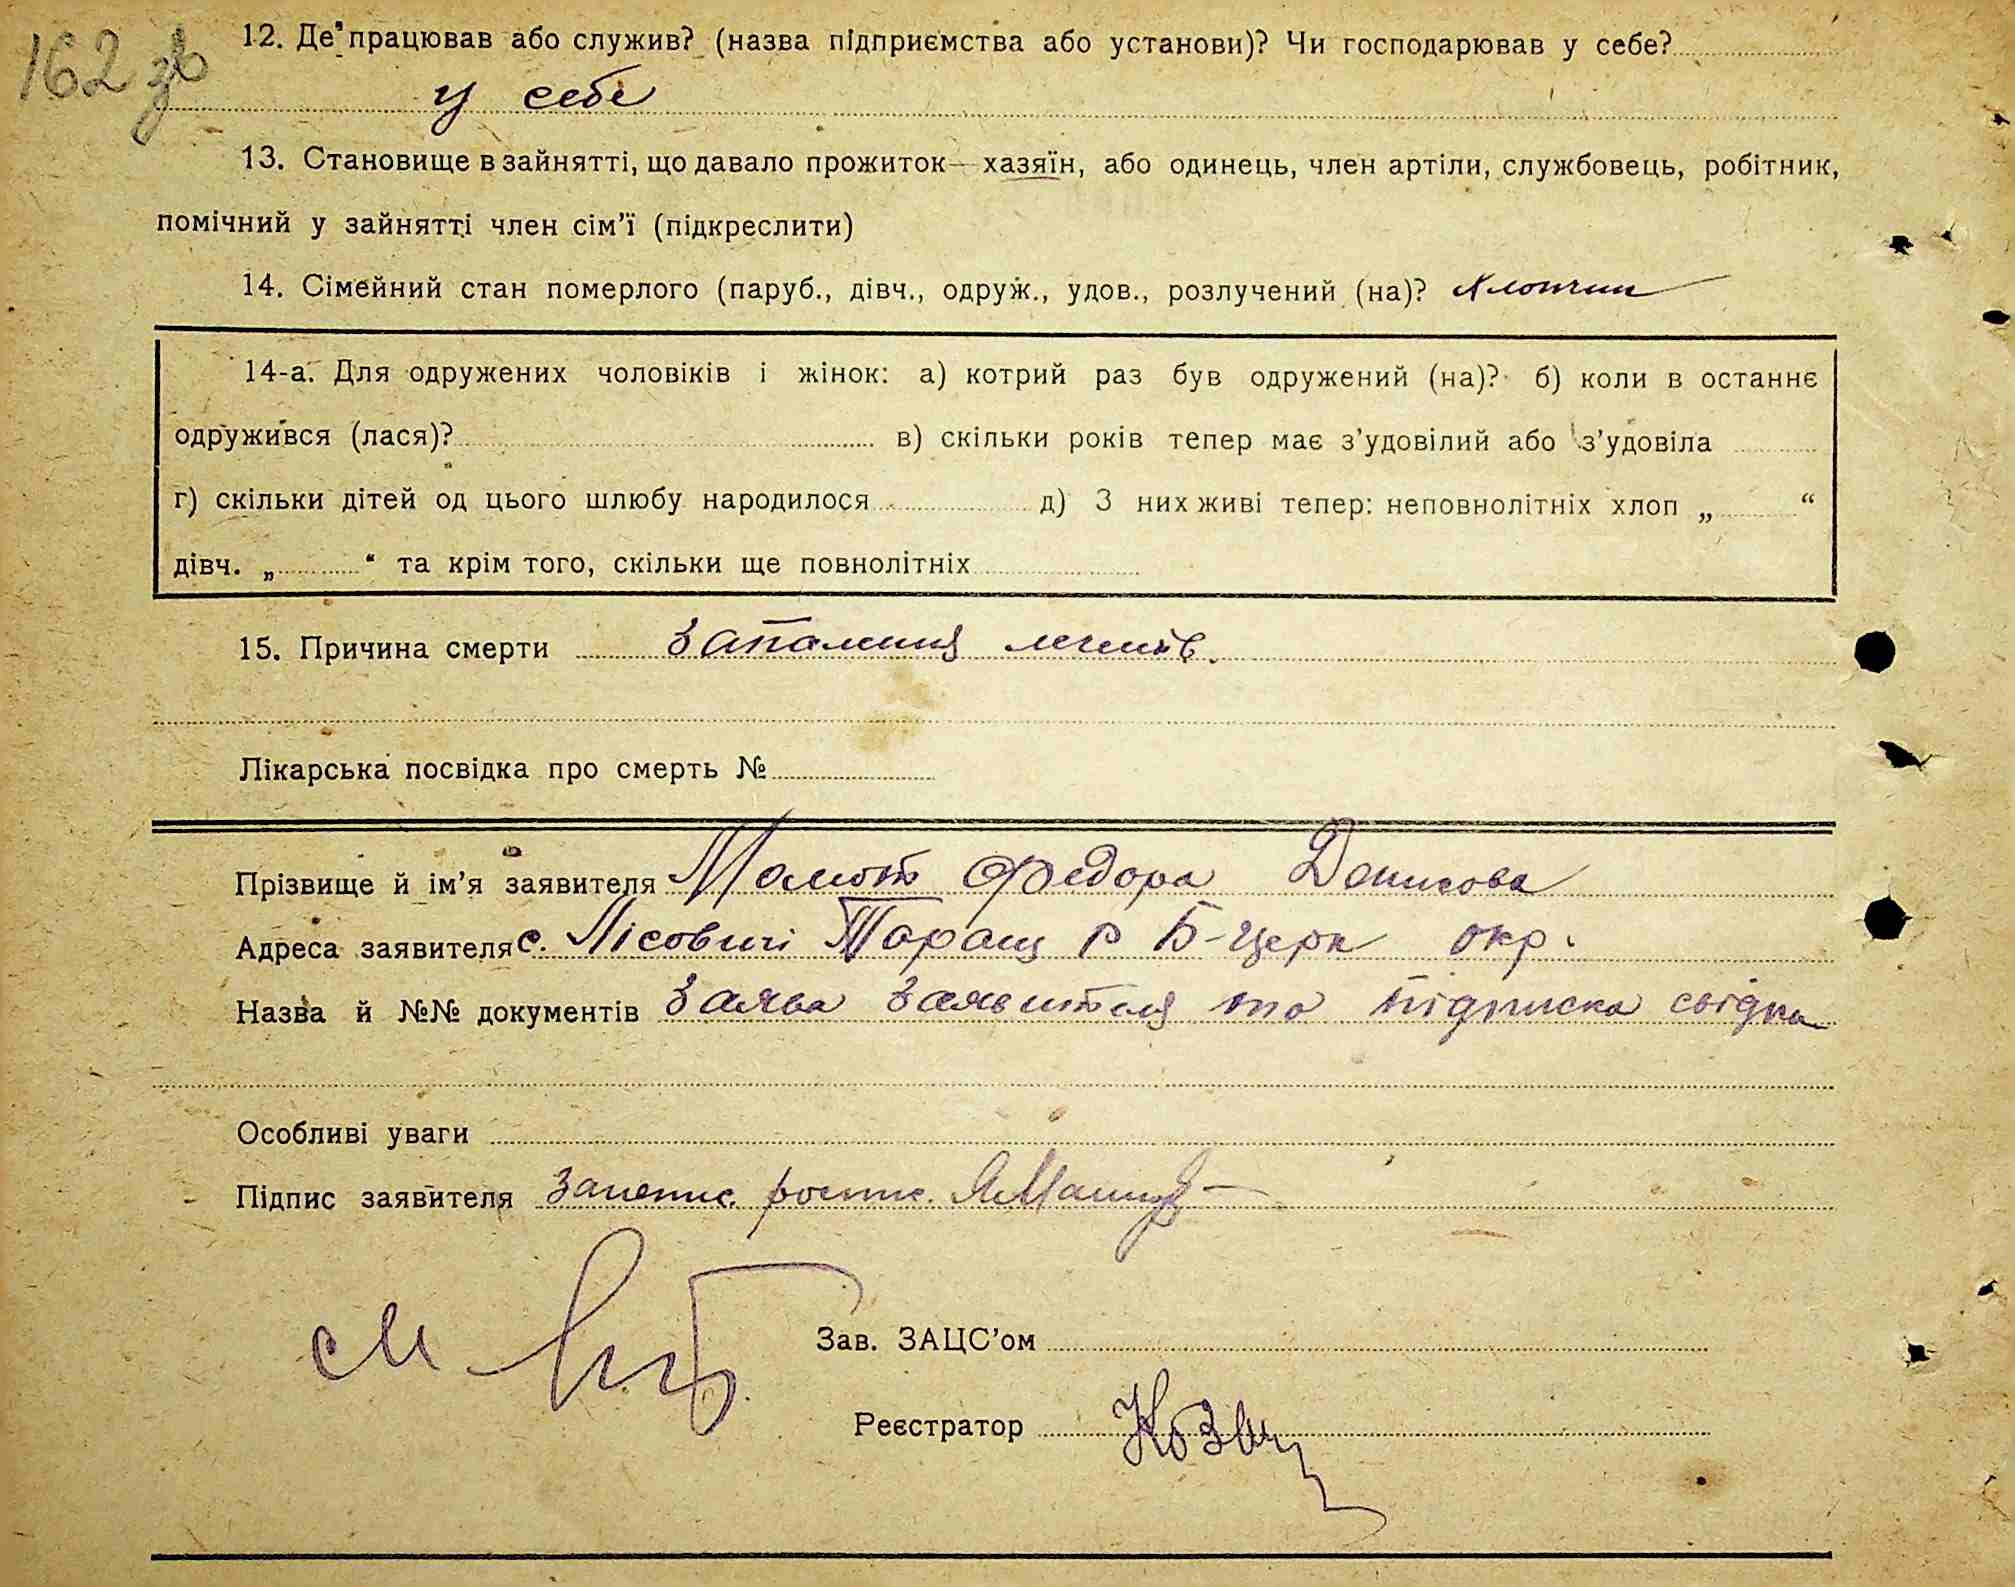 162 зв
12. Де працював або служив? (назва підприємства або установи)? Чи господарював у себе?
у себе
13. Становище в зайнятті, що давало прожиток — хазяїн, або одинець, член артіли, службовець, робітник,
помічний у зайнятті член сім'ї (підкреслити)
14. Сімейний стан померлого (паруб., дівч., одруж., удов., розлучений (на)? хлопчик
14-а. Для одружених чоловіків і жінок: а) котрий раз був одружений (на)? б) коли в останнє
одружився (лася)? в) скільки років тепер має з'удовілий або з'удовіла
г) скільки дітей од цього шлюбу народилося д) З них живі тепер: неповнолітніх хлоп „ “
дівч. „ “ та крім того, скільки ще повнолітніх
15. Причина смерти запалення легенів.
Лікарська посвідка про смерть №
Прізвище й ім'я заявителя Мамот Федора Денисова
Адреса заявителя с. Лісовичі Таращ р Б-Церк окр.
Назва й №№ документів Заява заявителя та підписка свідка
Особливі уваги
Підпис заявителя
Зав. ЗАЦС'ом
Реєстратор